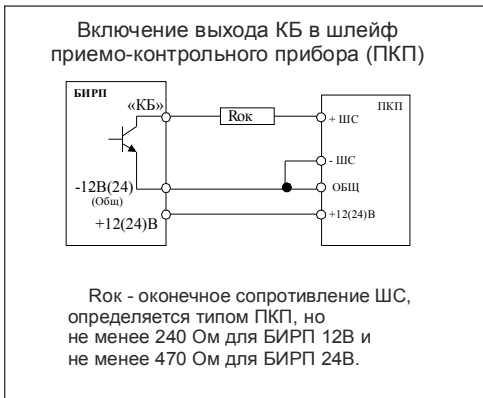 Включение выхода КБ в шлейф
приемо-контрольного прибора (ПКП)
БИРП
«КБ»
Rок
ПКП
+ ШС
- ШС
-12В(24)
(Общ)
ОБЩ
+12(24)В
+12(24)В
Rок - оконечное сопротивление ШС,
определяется типом ПКП, но
не менее 240 Ом для БИРП 12В и
не менее 470 Ом для БИРП 24В.